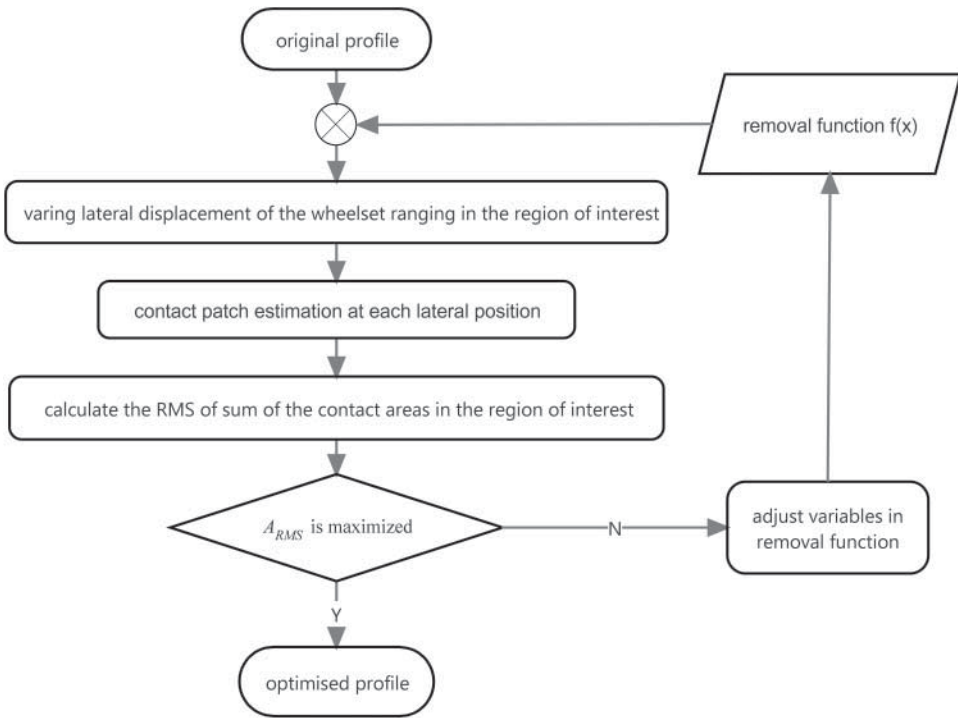 original profile
removal function f(x)
varing lateral displacement of the wheelset ranging in the region of interest
contact patch estimation at each lateral position
calculate the RMS of sum of the contact areas in the region of interest
A_{RMS} is maximized
N
adjust variables in
removal function
Y
optimised profile